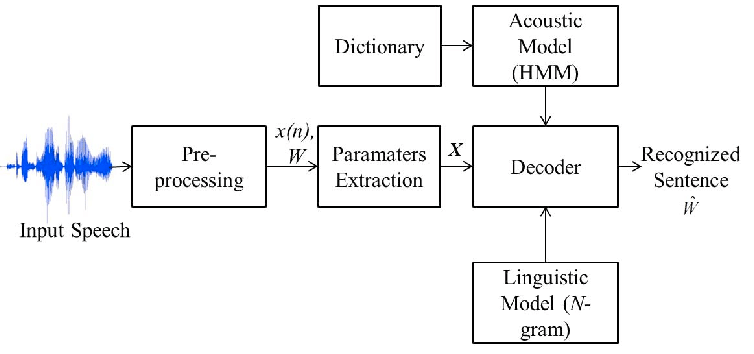 Dictionary
Acoustic
Model
(HMM)
Pre-
processing
x(n),
W
Paramaters
Extraction
X
Decoder
Recognized
Sentence
Ŵ
Input Speech
Linguistic
Model (N-
gram)